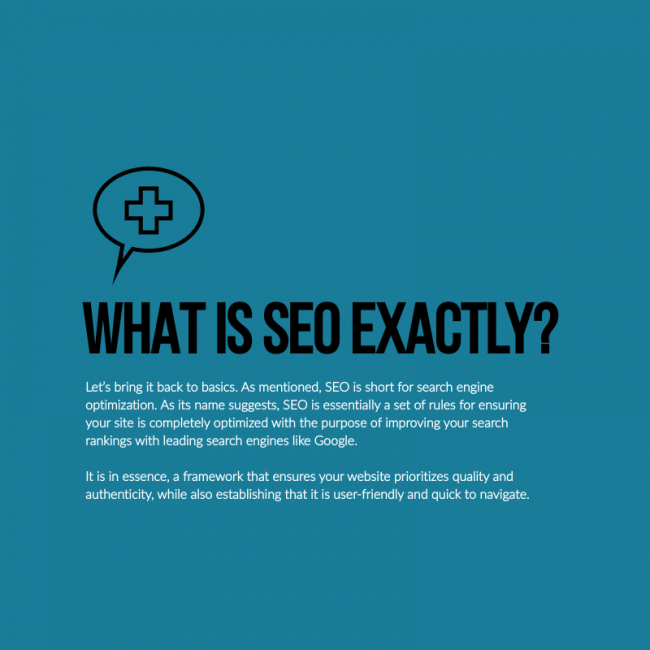 WHAT IS SEO EXACTLY?
Let's bring it back to basics. As mentioned, SEO is short for search engine
optimization. As its name suggests, SEO is essentially a set of rules for ensuring
your site is completely optimized with the purpose of improving your search
rankings with leading search engines like Google.
It is in essence, a framework that ensures your website prioritizes quality and
authenticity, while also establishing that it is user-friendly and quick to navigate.